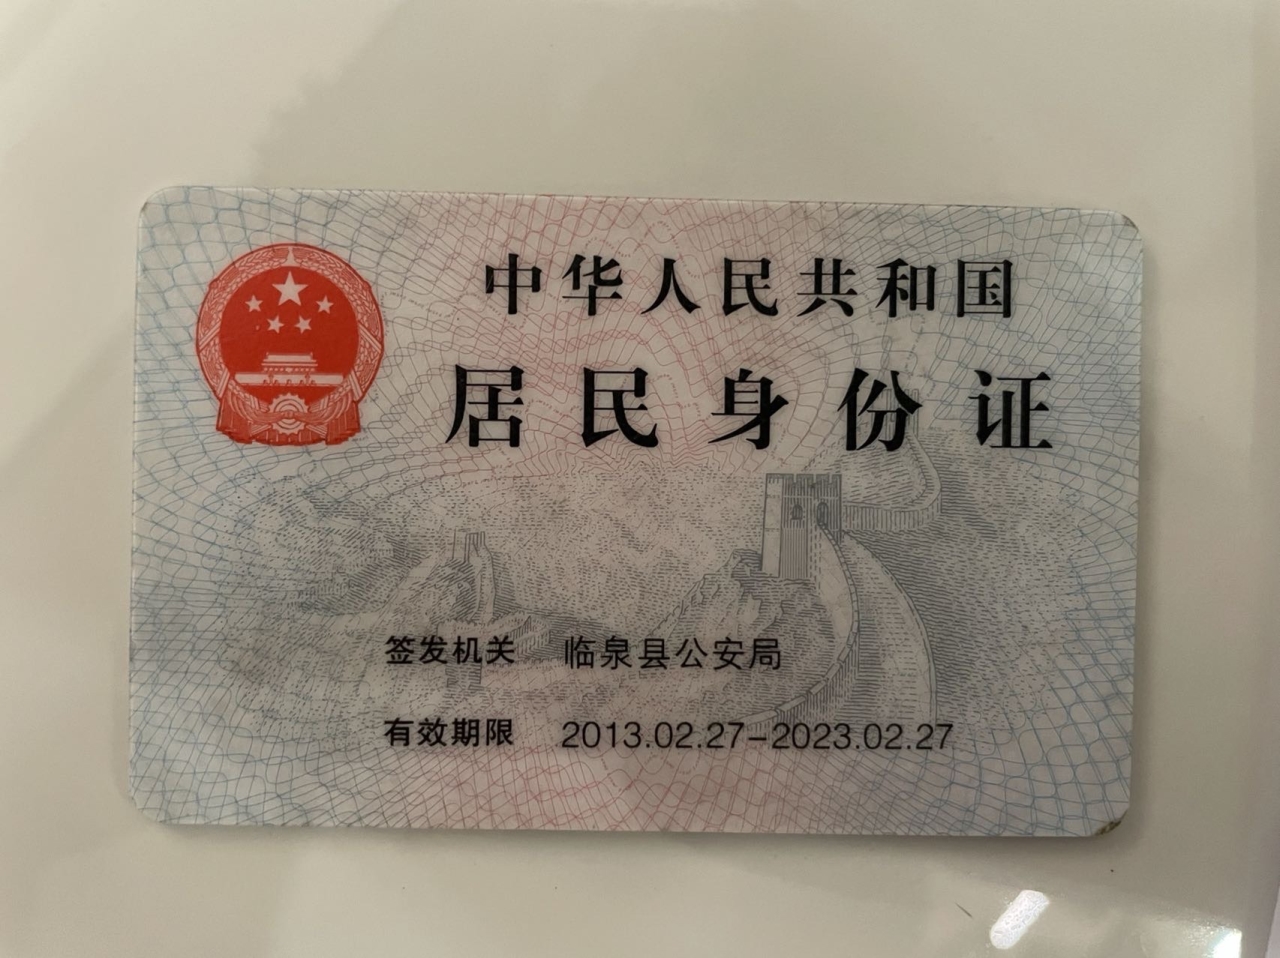 中华人民共和国
居民身份证
签发机关 临泉县公安局
有效期限 2013.02.27-2023.02.27